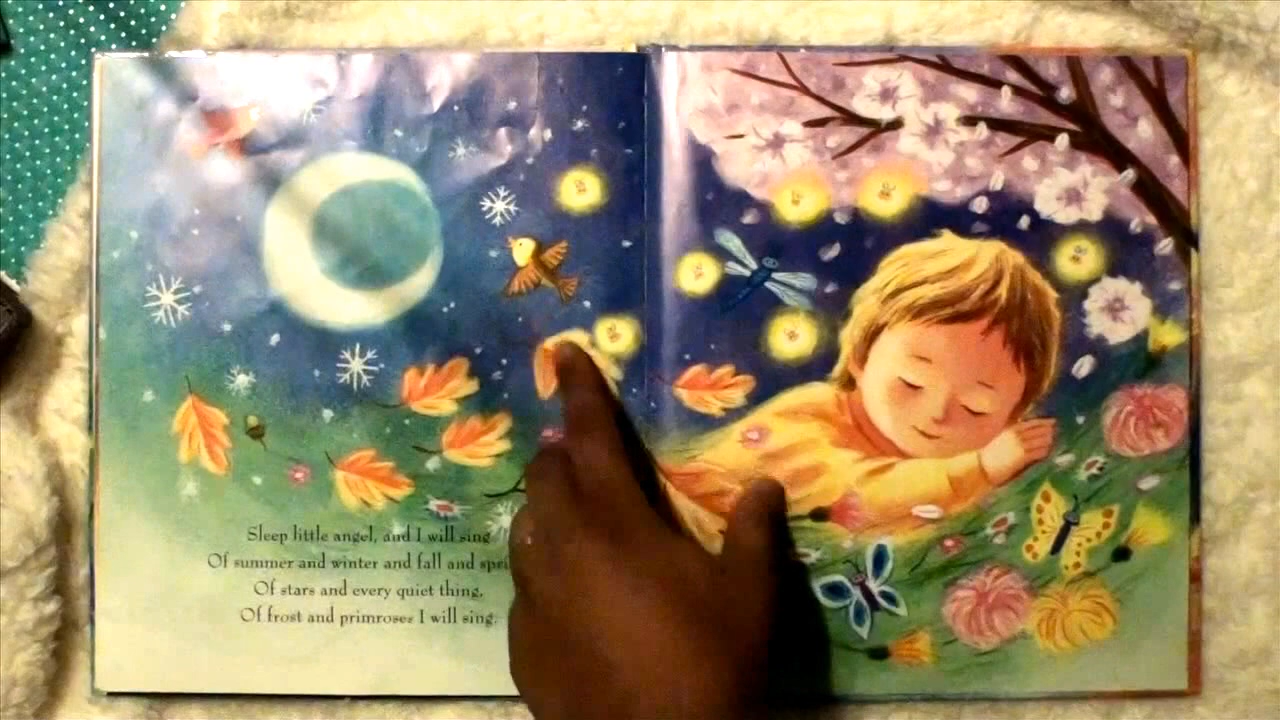 Sleep little angel, and I will sing
Of summer and winter and fall and spri
Of stars and every quiet thing,
Of frost and primroses I will sing.